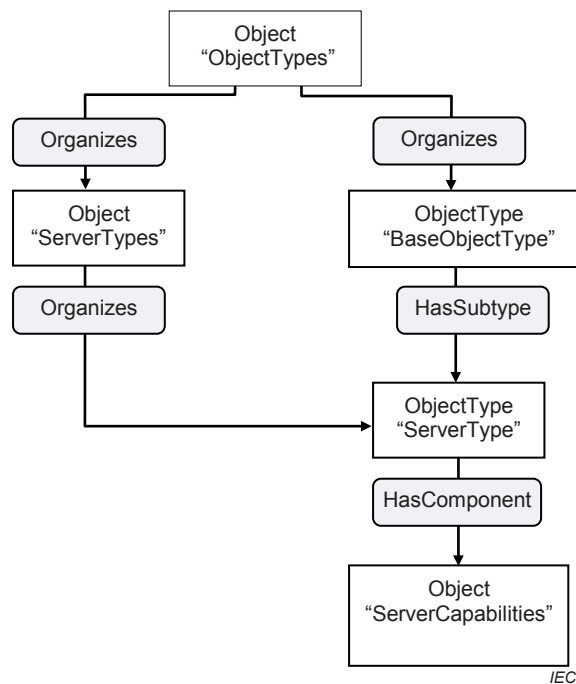 Object
“ObjectTypes”
Organizes
Organizes
Object
“ServerTypes”
ObjectType
“BaseObjectType”
Organizes
HasSubtype
ObjectType
“ServerType”
HasComponent
Object
“ServerCapabilities”
IEC